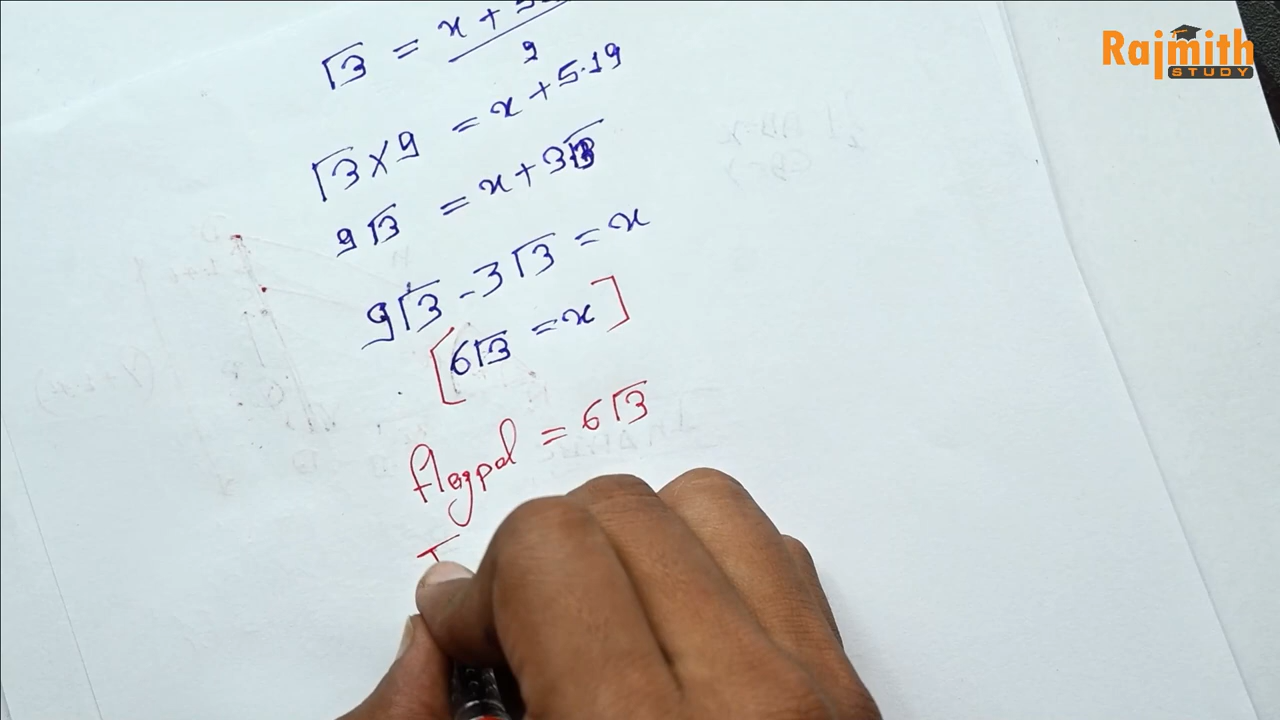 Rajmith
STUDY
√3 = x + 5
9
√3 × 9 = x + 5.19
9√3 = x + 3√3
9√3 - 3√3 = x
[6√3 = x]
flagpol = 6√3
T